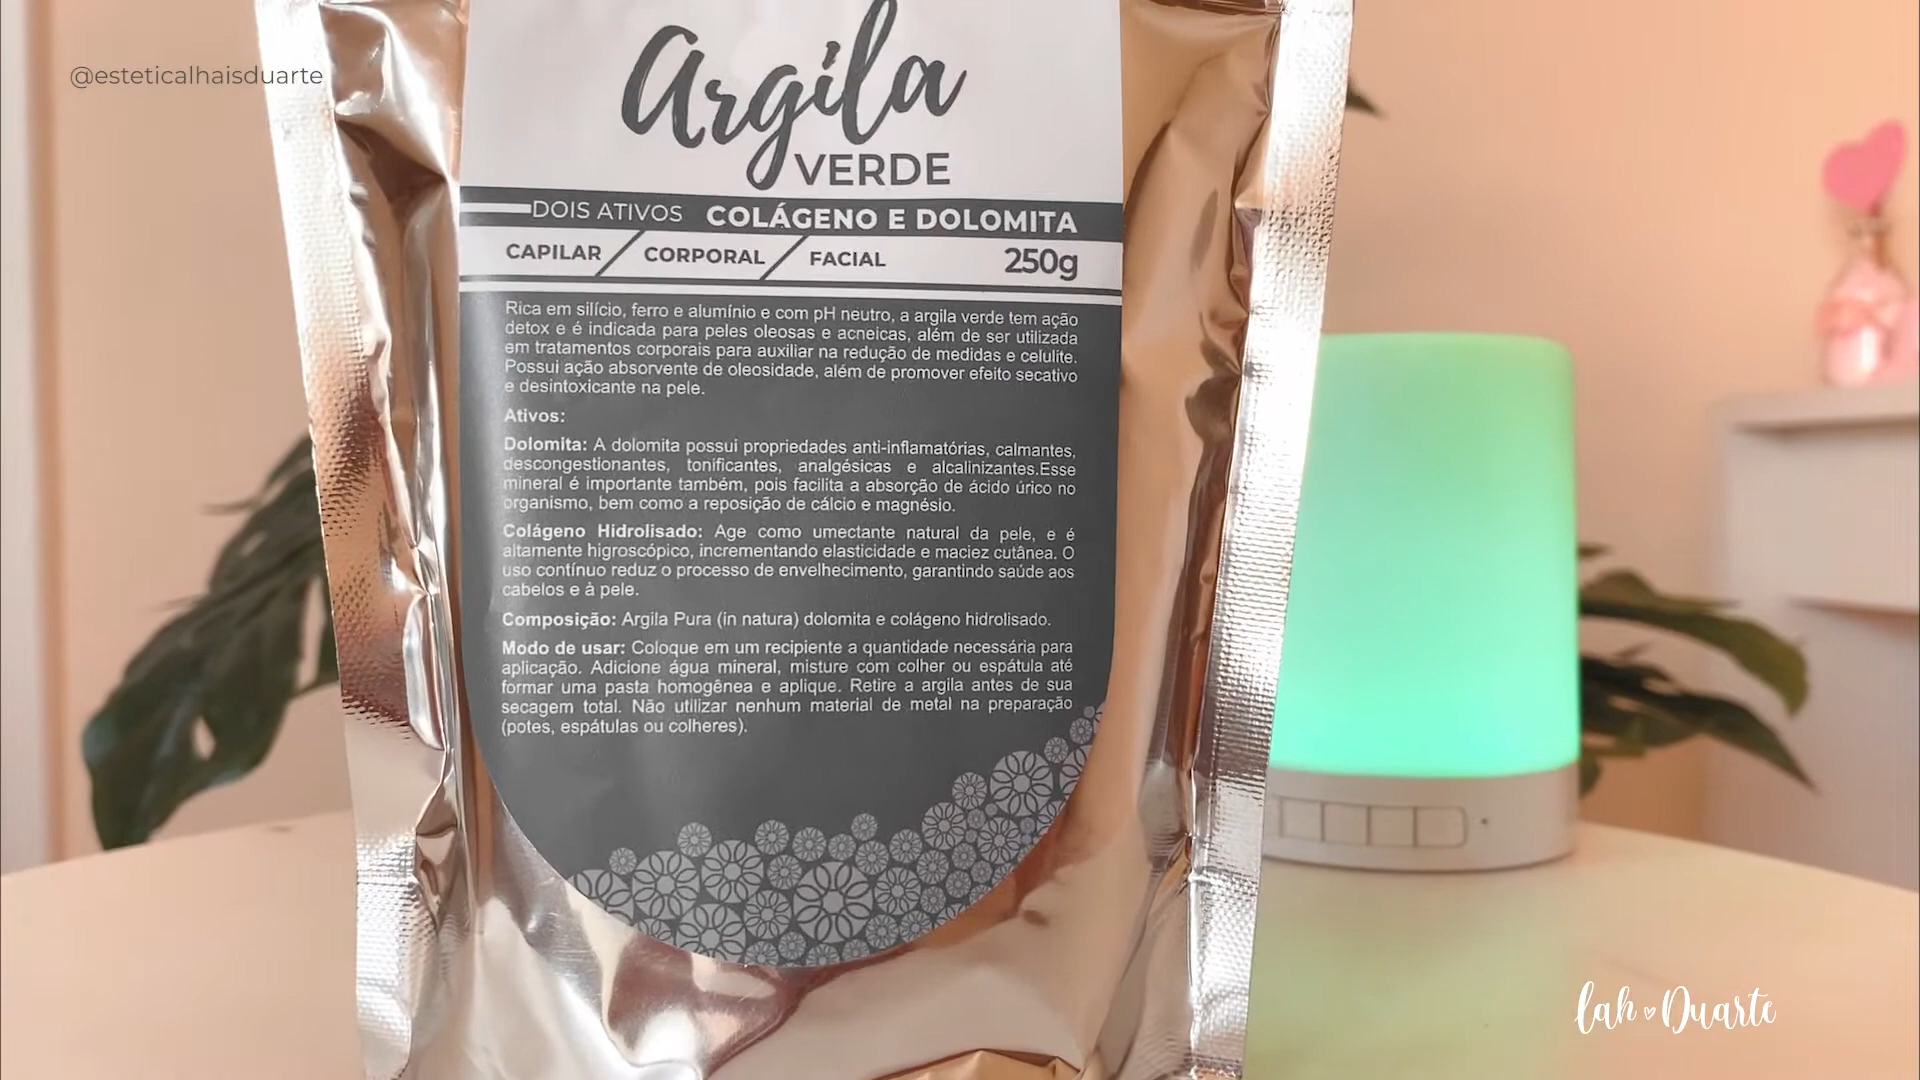 @esteticalhaisduarte
Argila
VERDE
DOIS ATIVOS COLÁGENO E DOLOMITA
CAPILAR / CORPORAL / FACIAL 250g
Rica em silício, ferro e alumínio e com pH neutro, a argila verde tem ação
detox e é indicada para peles oleosas e acneicas, além de ser utilizada
em tratamentos corporais para auxiliar na redução de medidas e celulite.
Possui ação absorvente de oleosidade, além de promover efeito secativo
e desintoxicante na pele.
Ativos:
Dolomita: A dolomita possui propriedades anti-inflamatórias, calmantes,
descongestionantes, tonificantes, analgésicas e alcalinizantes.Esse
mineral é importante também, pois facilita a absorção de ácido úrico no
organismo, bem como a reposição de cálcio e magnésio.
Colágeno Hidrolisado: Age como umectante natural da pele, e é
altamente higroscópico, incrementando elasticidade e maciez cutânea. O
uso contínuo reduz o processo de envelhecimento, garantindo saúde aos
cabelos e à pele.
Composição: Argila Pura (in natura) dolomita e colágeno hidrolisado.
Modo de usar: Coloque em um recipiente a quantidade necessária para
aplicação. Adicione água mineral, misture com colher ou espátula até
formar uma pasta homogênea e aplique. Retire a argila antes de sua
secagem total. Não utilizar nenhum material de metal na preparação
(potes, espátulas ou colheres).
lah Duarte